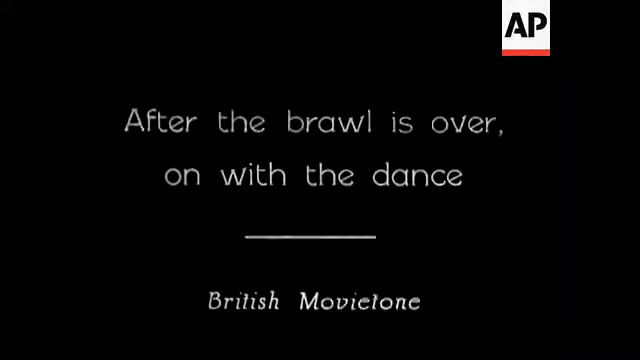 AP
After the brawl is over,
on with the dance
British Movietone